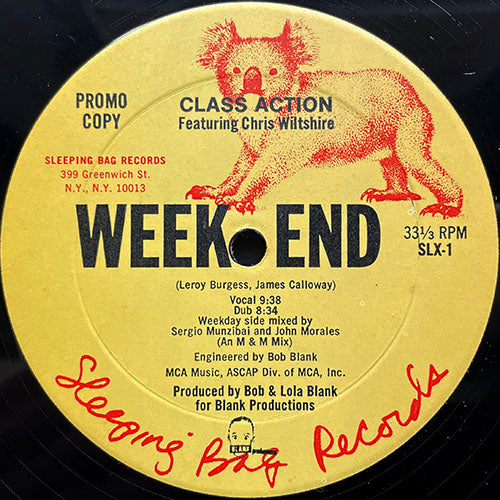 PROMO
COPY
CLASS ACTION
Featuring Chris Wiltshire
SLEEPING BAG RECORDS
399 Greenwich St.
N.Y., N.Y. 10013
WEEK END
33⅓ RPM
SLX-1
(Leroy Burgess, James Calloway)
Vocal 9:38
Dub 8:34
Weekday side mixed by
Sergio Munzibai and John Morales
(An M & M Mix)
Engineered by Bob Blank
MCA Music, ASCAP Div. of MCA, Inc.
Produced by Bob & Lola Blank
for Blank Productions
BLANK
Sleeping Bag Records